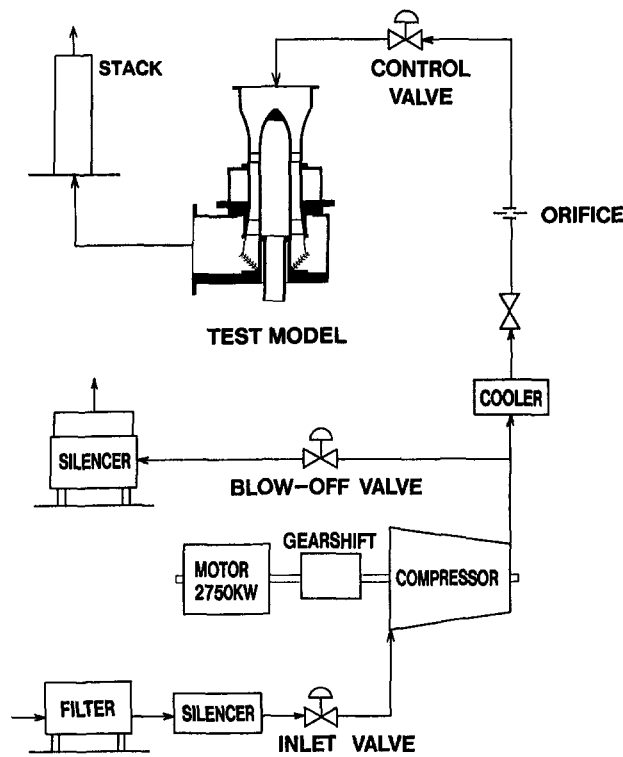 STACK
CONTROL
VALVE
ORIFICE
TEST MODEL
COOLER
SILENCER
BLOW-OFF VALVE
GEARSHIFT
MOTOR
2750KW
COMPRESSOR
FILTER
SILENCER
INLET VALVE